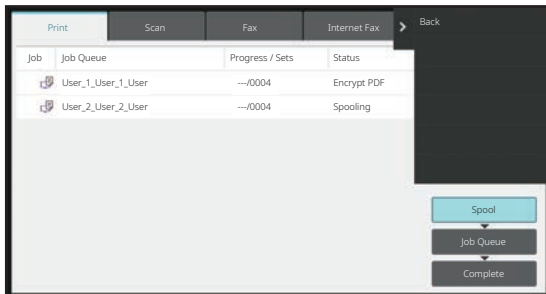 Print Scan Fax Internet Fax Back
Job Job Queue Progress / Sets Status
User_1_User_1_User ---/0004 Encrypt PDF
User_2_User_2_User ---/0004 Spooling
Spool
Job Queue
Complete